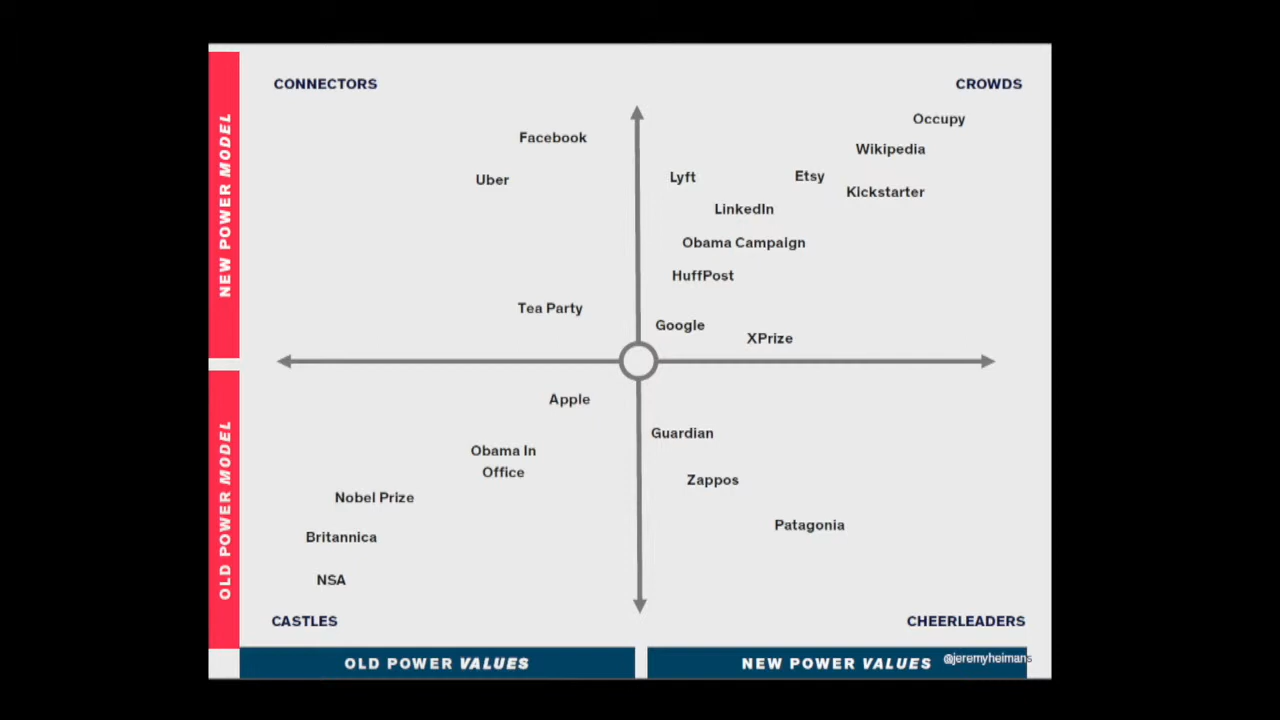 CONNECTORS
CROWDS
Occupy
Facebook
Wikipedia
Uber
Lyft
Etsy
Kickstarter
LinkedIn
Obama Campaign
HuffPost
Tea Party
Google
XPrize
NEW POWER MODEL
Apple
Guardian
Obama In
Office
Zappos
Nobel Prize
Patagonia
Britannica
NSA
OLD POWER MODEL
CASTLES
CHEERLEADERS
OLD POWER VALUES
NEW POWER VALUES
@jeremyheimans